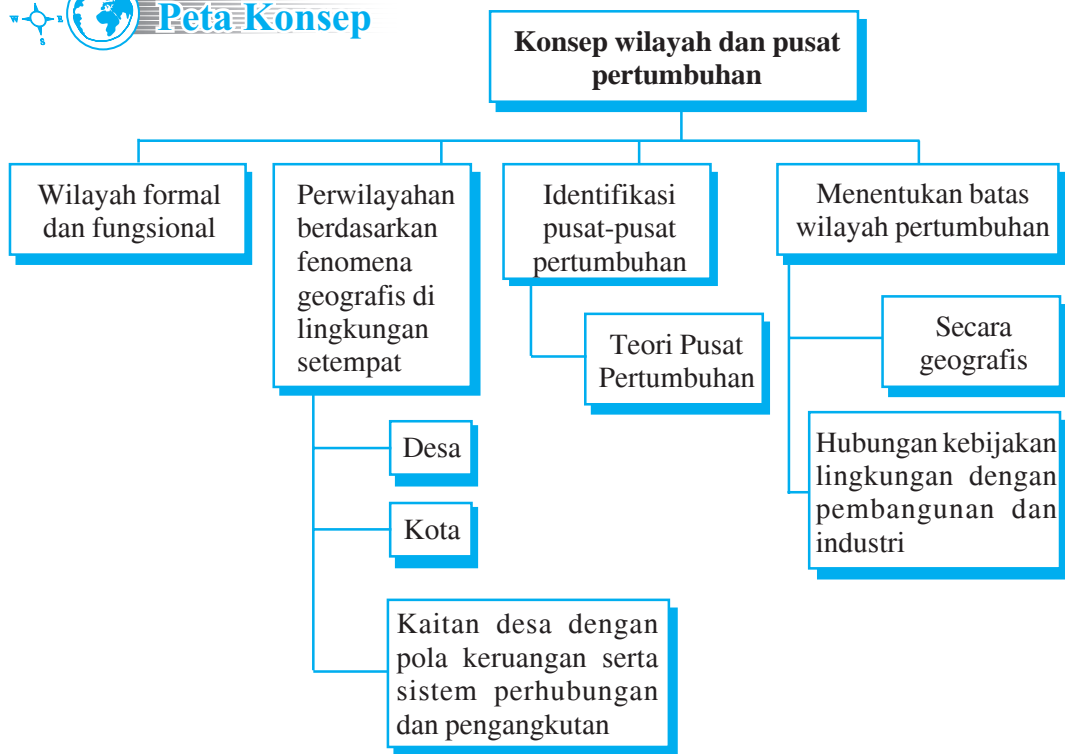 W E
S
Peta Konsep
Konsep wilayah dan pusat
pertumbuhan
Wilayah formal
dan fungsional
Perwilayahan
berdasarkan
fenomena
geografis di
lingkungan
setempat
Desa
Kota
Kaitan desa dengan
pola keruangan serta
sistem perhubungan
dan pengangkutan
Identifikasi
pusat-pusat
pertumbuhan
Teori Pusat
Pertumbuhan
Menentukan batas
wilayah pertumbuhan
Secara
geografis
Hubungan kebijakan
lingkungan dengan
pembangunan dan
industri